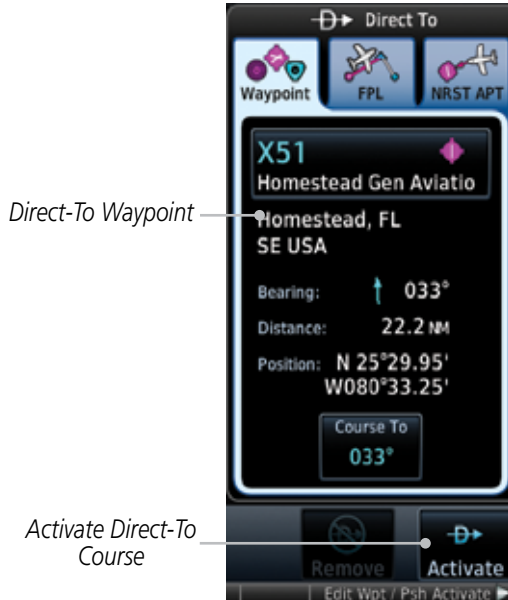 Direct To
Waypoint
FPL
NRST APT
X51
Homestead Gen Aviatio
Direct-To Waypoint
Homestead, FL
SE USA
Bearing: 033°
Distance: 22.2 NM
Position: N 25°29.95'
W080°33.25'
Course To
033°
Activate Direct-To
Course
Remove
Activate
Edit Wpt / Psh Activate